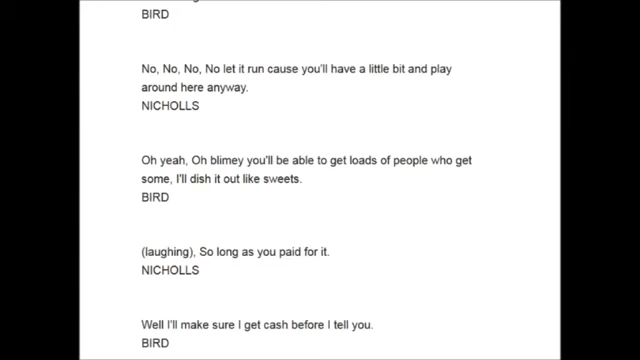 BIRD
No, No, No, No let it run cause you'll have a little bit and play
around here anyway.
NICHOLLS
Oh yeah, Oh blimey you'll be able to get loads of people who get
some, I'll dish it out like sweets.
BIRD
(laughing), So long as you paid for it.
NICHOLLS
Well I'll make sure I get cash before I tell you.
BIRD